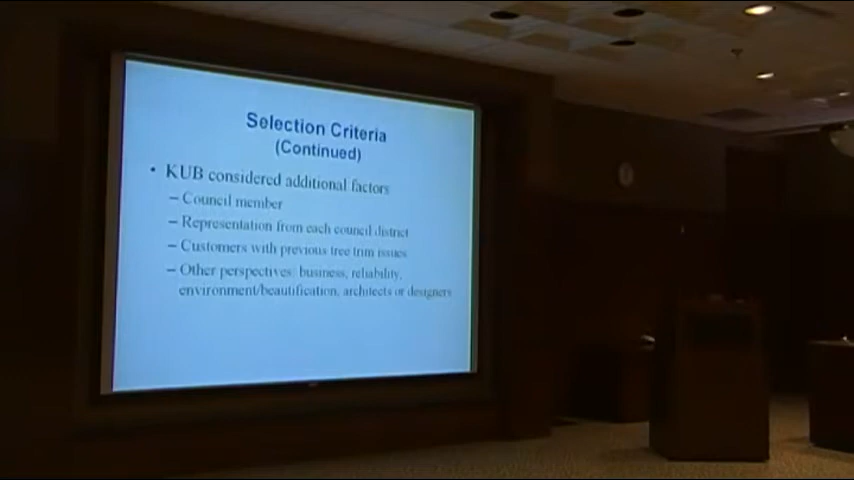 Selection Criteria
(Continued)
• KUB considered additional factors
– Council member
– Representation from each council district
– Customers with previous tree trim issues
– Other perspectives: business, reliability,
environment/beautification, architects or designers